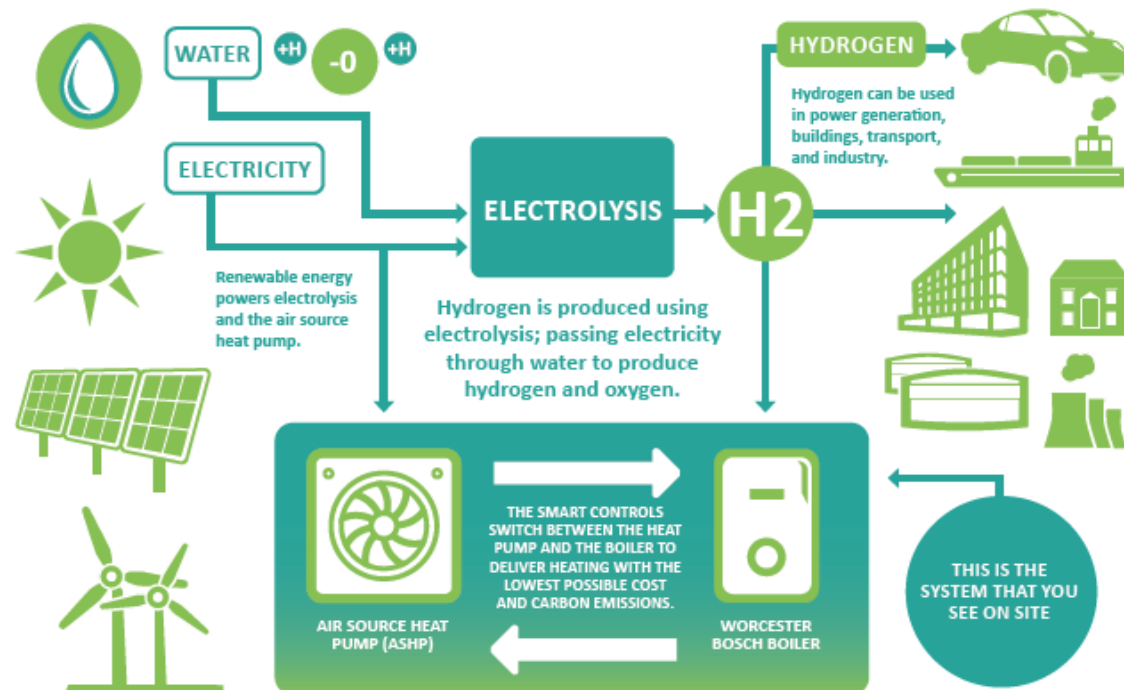 WATER
+H
-0
+H
HYDROGEN
Hydrogen can be used
in power generation,
buildings, transport,
and industry.
ELECTRICITY
ELECTROLYSIS
H2
Renewable energy
powers electrolysis
and the air source
heat pump.
Hydrogen is produced using
electrolysis; passing electricity
through water to produce
hydrogen and oxygen.
THE SMART CONTROLS
SWITCH BETWEEN THE HEAT
PUMP AND THE BOILER TO
DELIVER HEATING WITH THE
LOWEST POSSIBLE COST
AND CARBON EMISSIONS.
AIR SOURCE HEAT
PUMP (ASHP)
WORCESTER
BOSCH BOILER
THIS IS THE
SYSTEM THAT YOU
SEE ON SITE